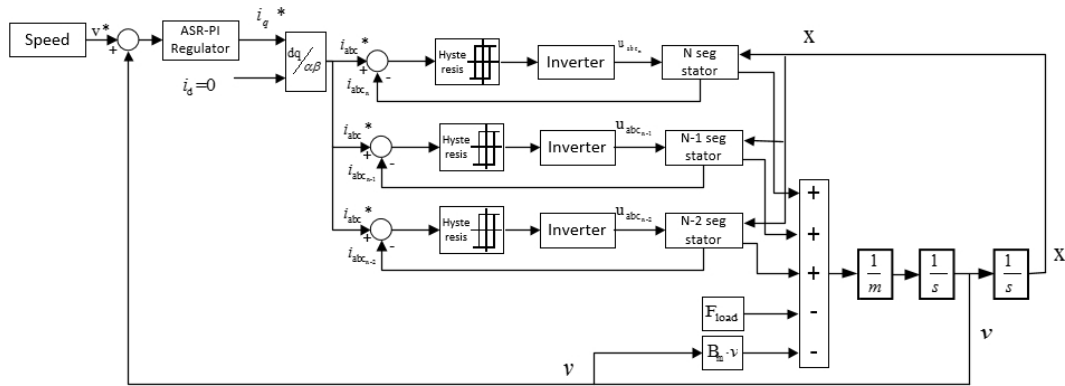 Speed
v*
+
ASR-PI
Regulator
i_q *
i_d=0
dq/αβ
i_abc *
+
-
i_abc_n
Hyste
resis
Inverter
u_abc_n
N seg
stator
X
i_abc *
+
-
i_abc_n-1
Hyste
resis
Inverter
u_abc_n-1
N-1 seg
stator
i_abc *
+
-
i_abc_n-2
Hyste
resis
Inverter
u_abc_n-2
N-2 seg
stator
+
+
+
-
-
F_load
B_m·v
1/m
1/s
1/s
X
v
v